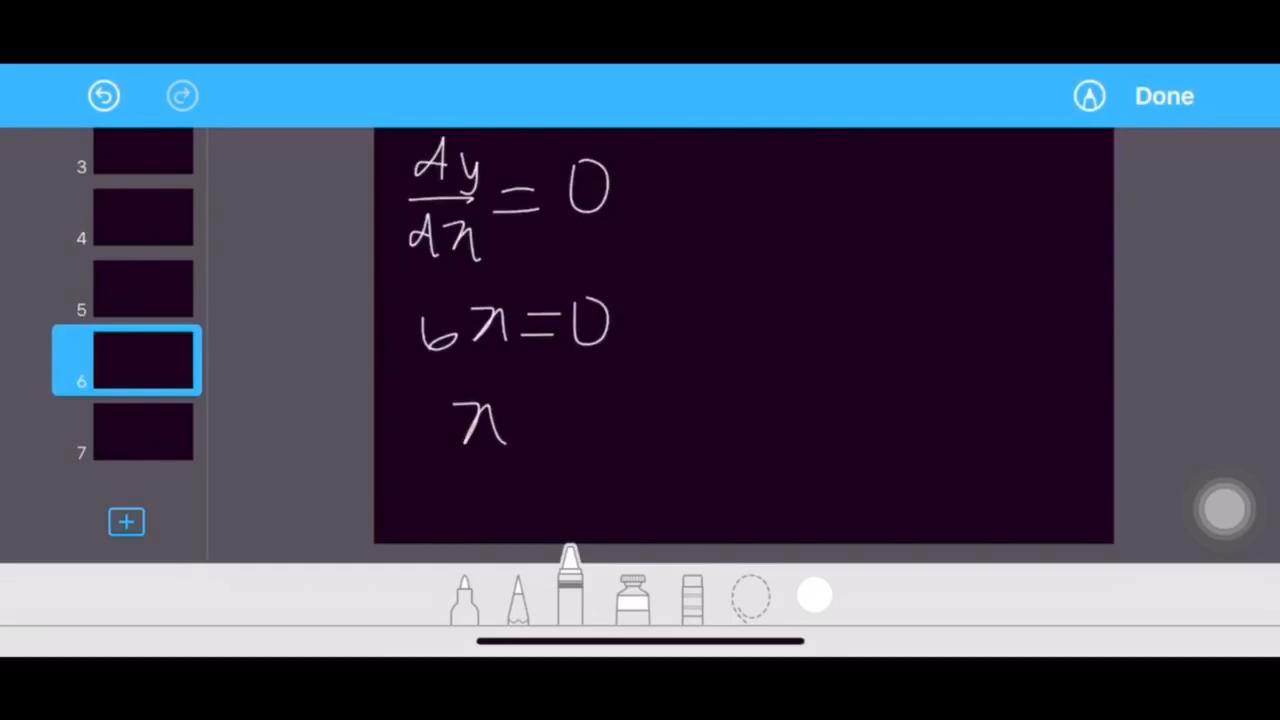 Done
3
4
5
6
7
dy/dx = 0
6x = 0
x